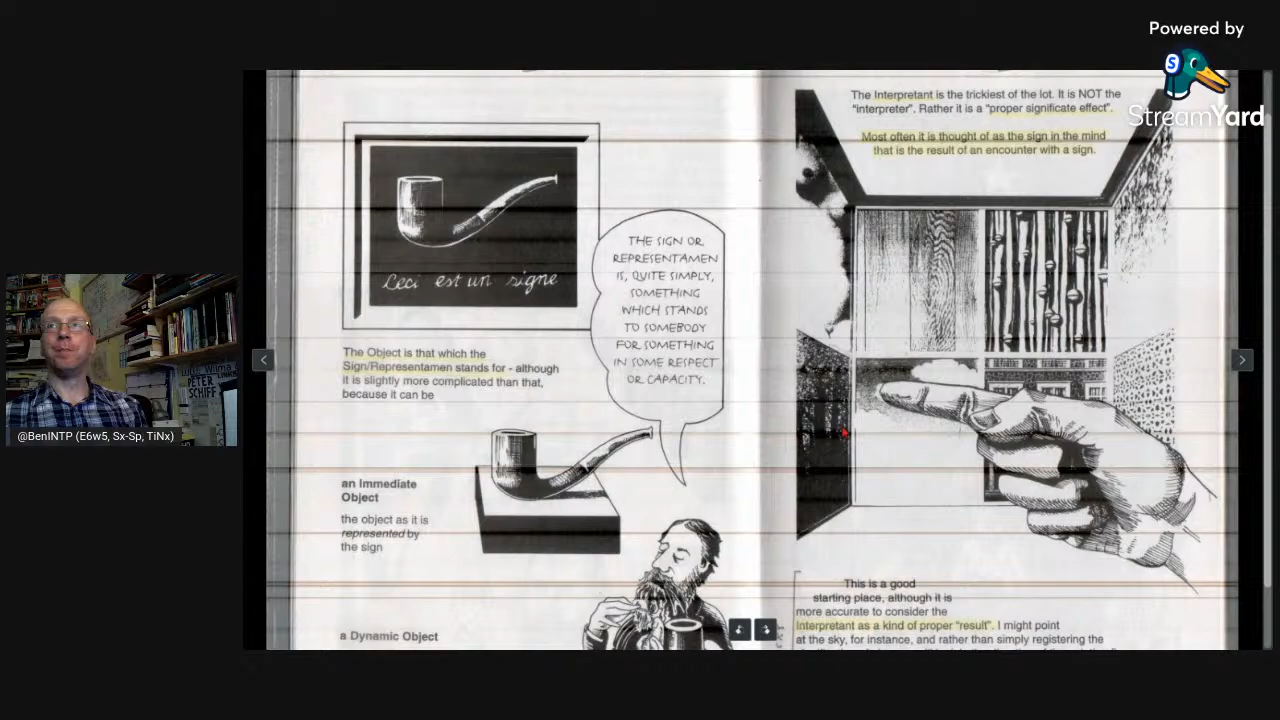 Powered by
StreamYard
@BenINTP (E6w5, Sx-Sp, TiNx)
PETER
SCHIFF
Ceci est un signe
THE SIGN OR
REPRESENTAMEN
IS, QUITE SIMPLY,
SOMETHING
WHICH STANDS
TO SOMEBODY
FOR SOMETHING
IN SOME RESPECT
OR CAPACITY.
The Object is that which the
Sign/Representamen stands for - although
it is slightly more complicated than that,
because it can be
an Immediate
Object
the object as it is
represented by
the sign
a Dynamic Object
The Interpretant is the trickiest of the lot. It is NOT the
"interpreter". Rather it is a "proper significate effect".
Most often it is thought of as the sign in the mind
that is the result of an encounter with a sign.
This is a good
starting place, although it is
more accurate to consider the
Interpretant as a kind of proper "result". I might point
at the sky, for instance, and rather than simply registering the